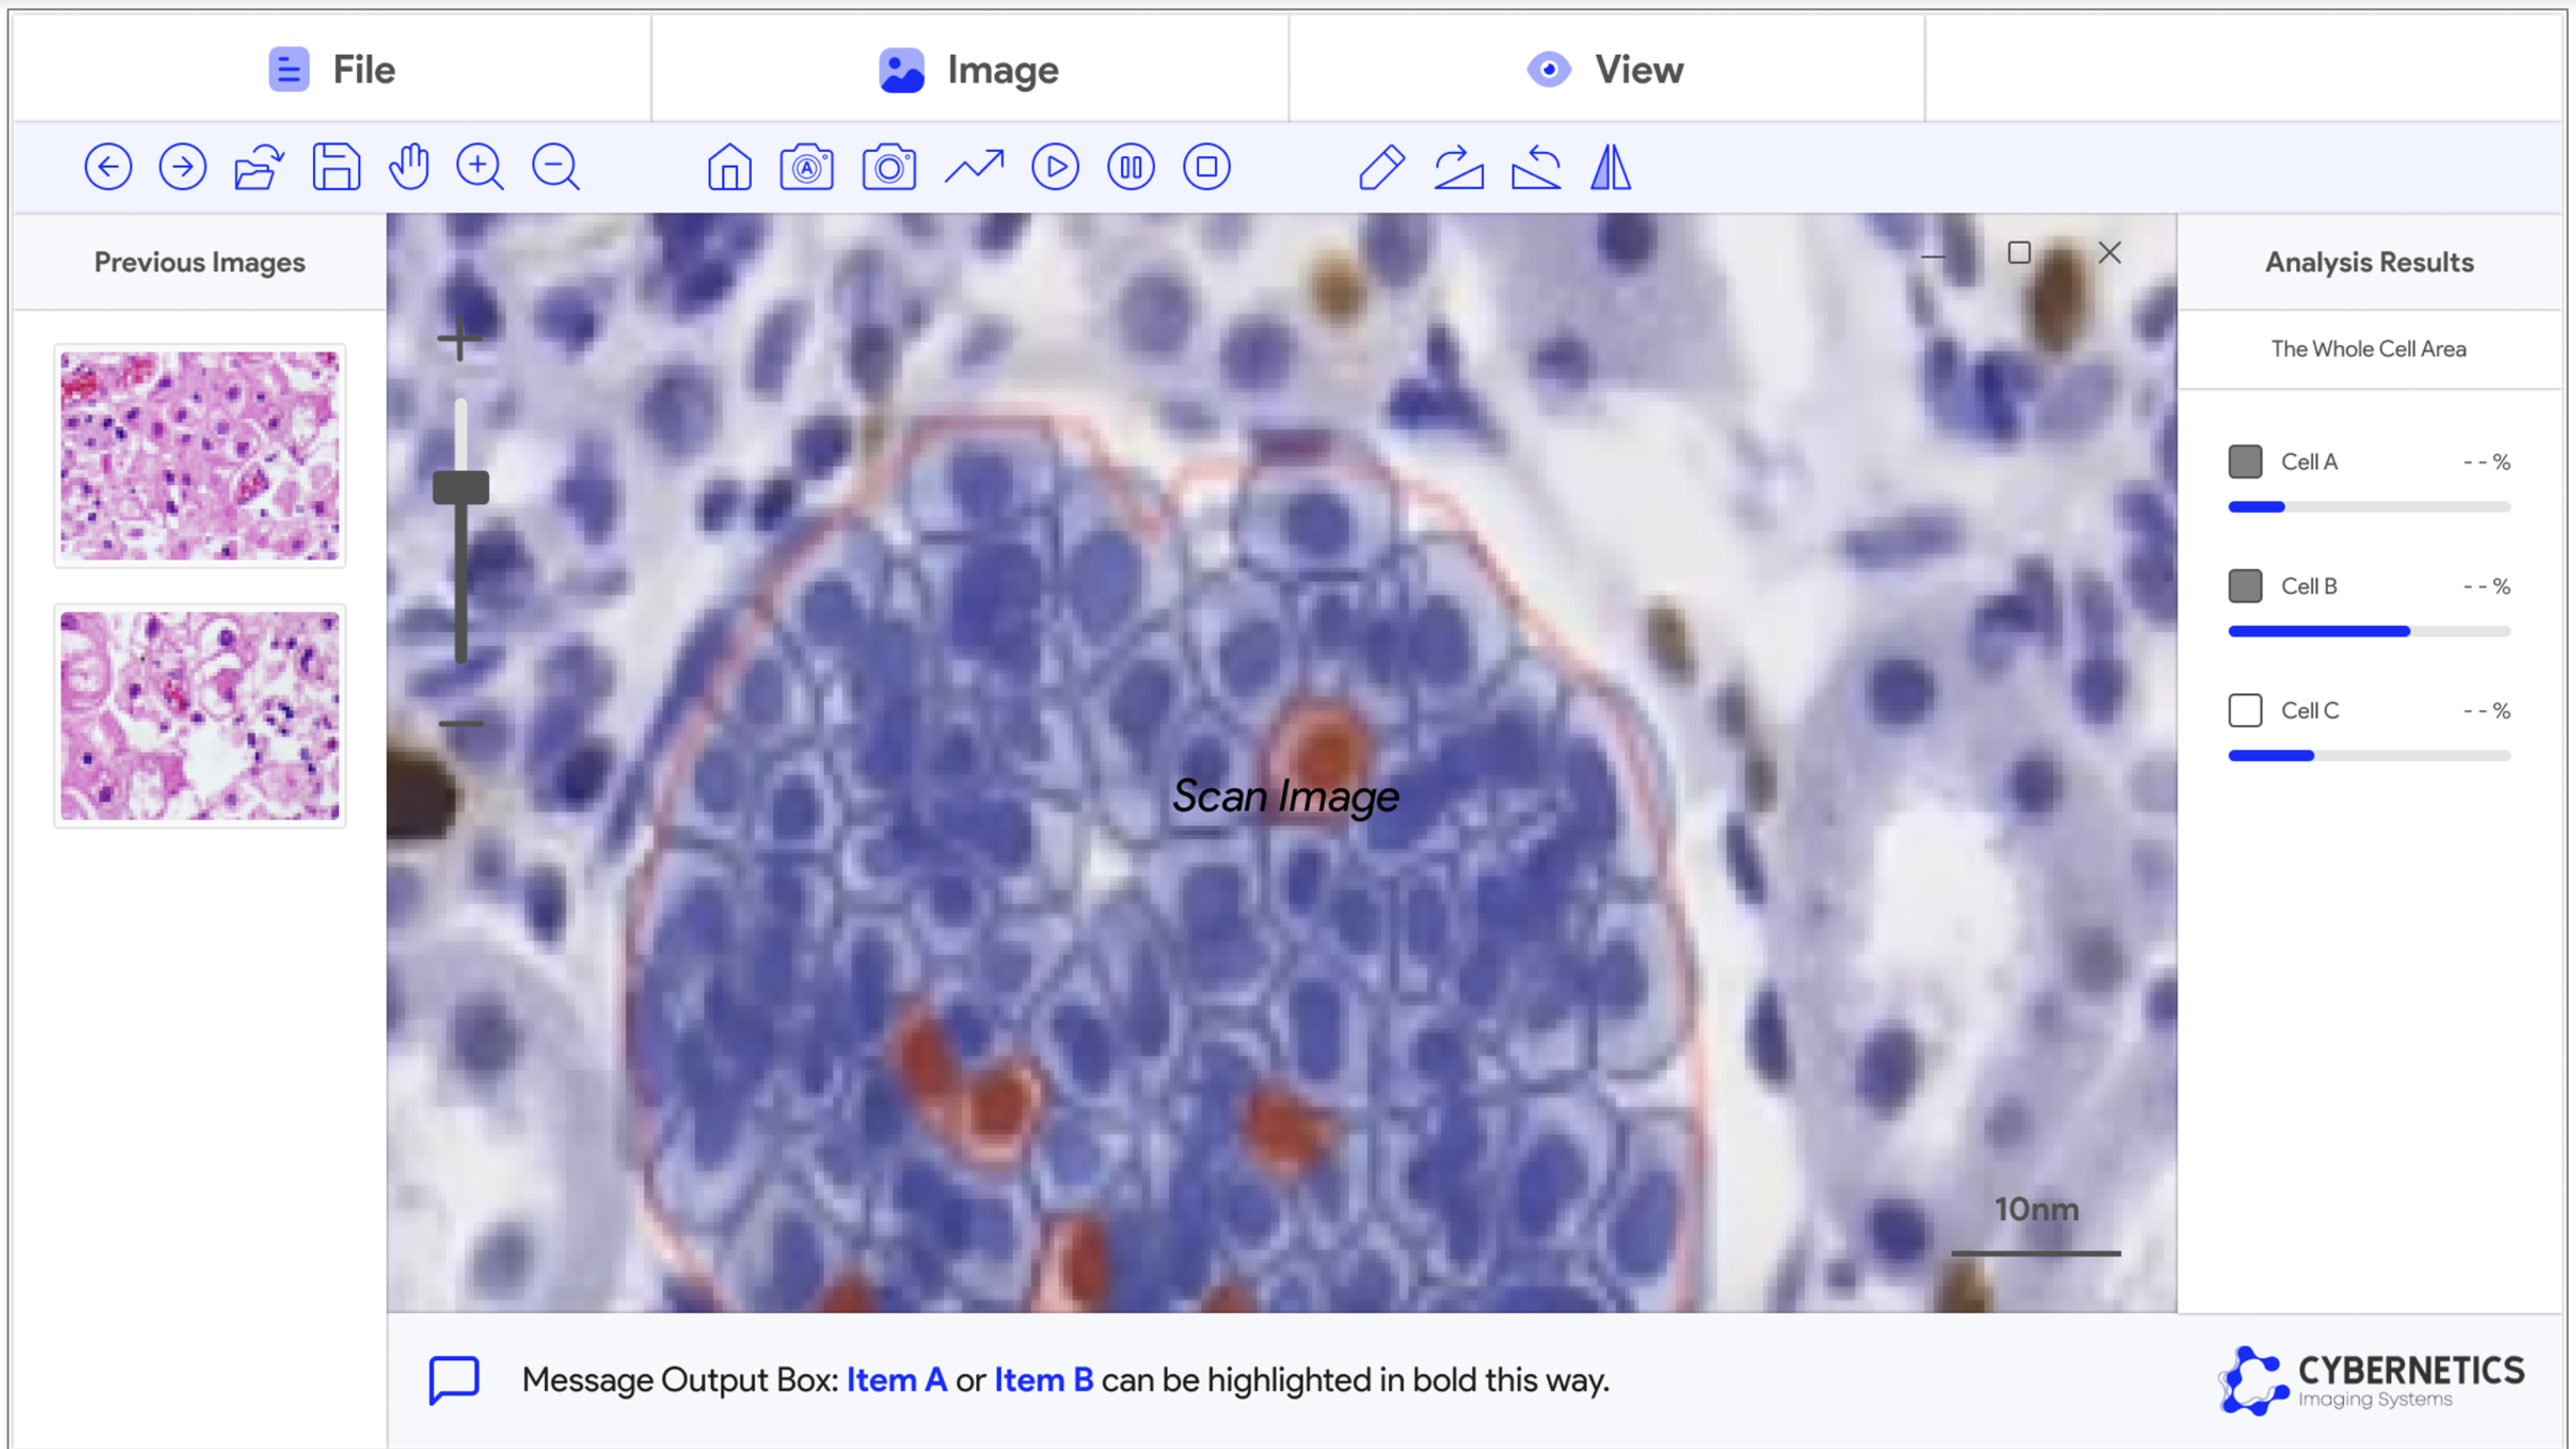 File
Image
View
A
Previous Images
Analysis Results
The Whole Cell Area
Cell A - - %
Cell B - - %
Cell C - - %
Scan Image
10nm
Message Output Box: Item A or Item B can be highlighted in bold this way.
CYBERNETICS
Imaging Systems